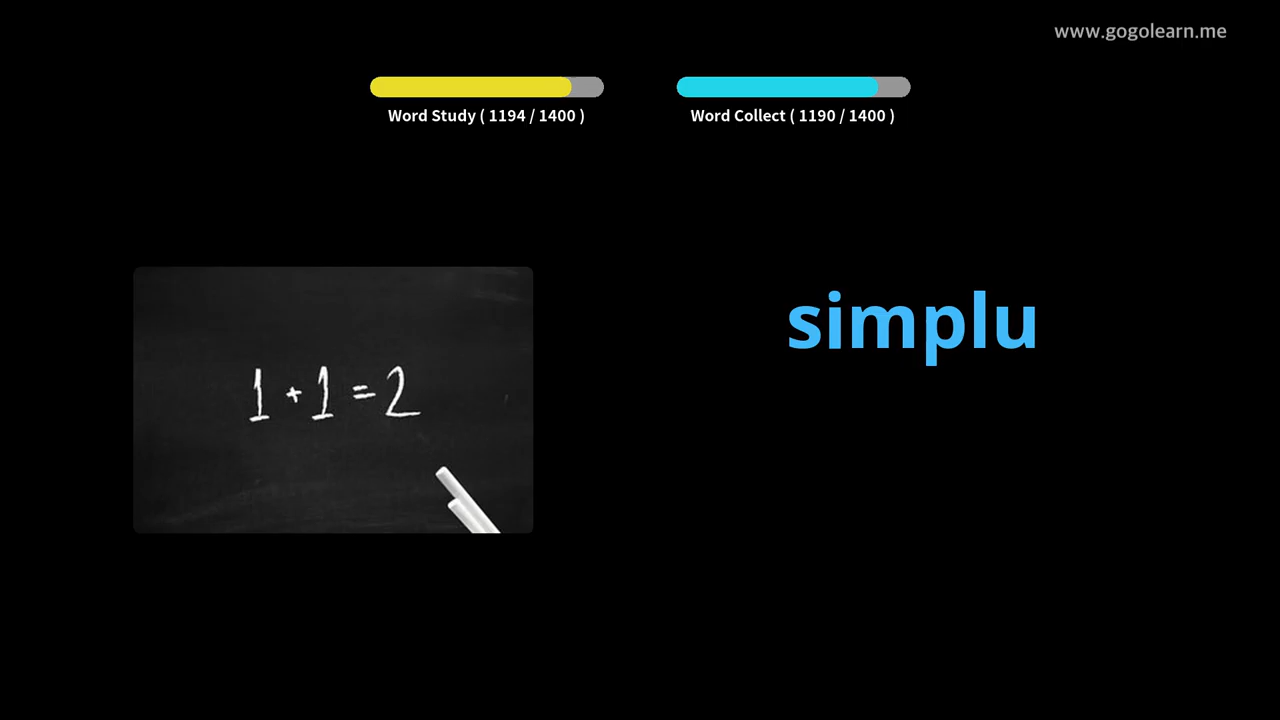 www.gogolearn.me
Word Study ( 1194 / 1400 )
Word Collect ( 1190 / 1400 )
simplu
1 + 1 = 2